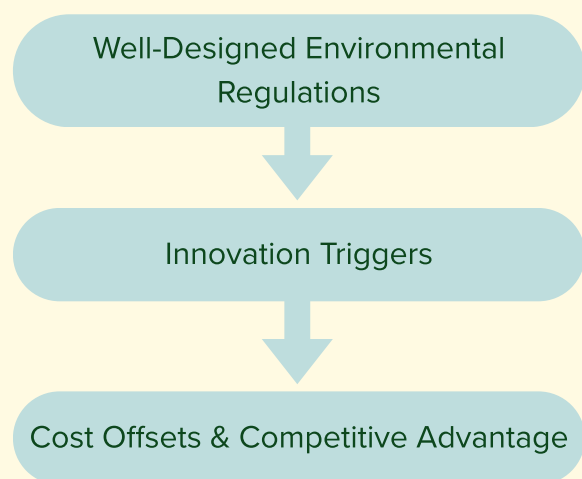 Well-Designed Environmental
Regulations
Innovation Triggers
Cost Offsets & Competitive Advantage